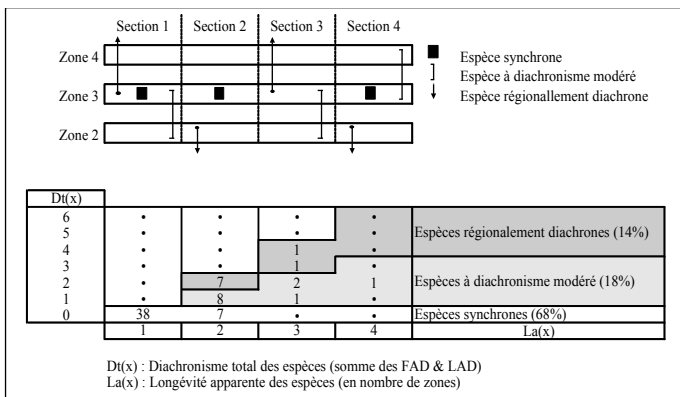 Section 1 Section 2 Section 3 Section 4
Zone 4
Zone 3
Zone 2
Espèce synchrone
Espèce à diachronisme modéré
Espèce régionallement diachrone
Dt(x)
6 • • • •
5 • • • • Espèces régionalement diachrones (14%)
4 • • 1 •
3 • • 1 •
2 • 7 2 1 Espèces à diachronisme modéré (18%)
1 • 8 1 •
0 38 7 • • Espèces synchrones (68%)
1 2 3 4 La(x)
Dt(x) : Diachronisme total des espèces (somme des FAD & LAD)
La(x) : Longévité apparente des espèces (en nombre de zones)